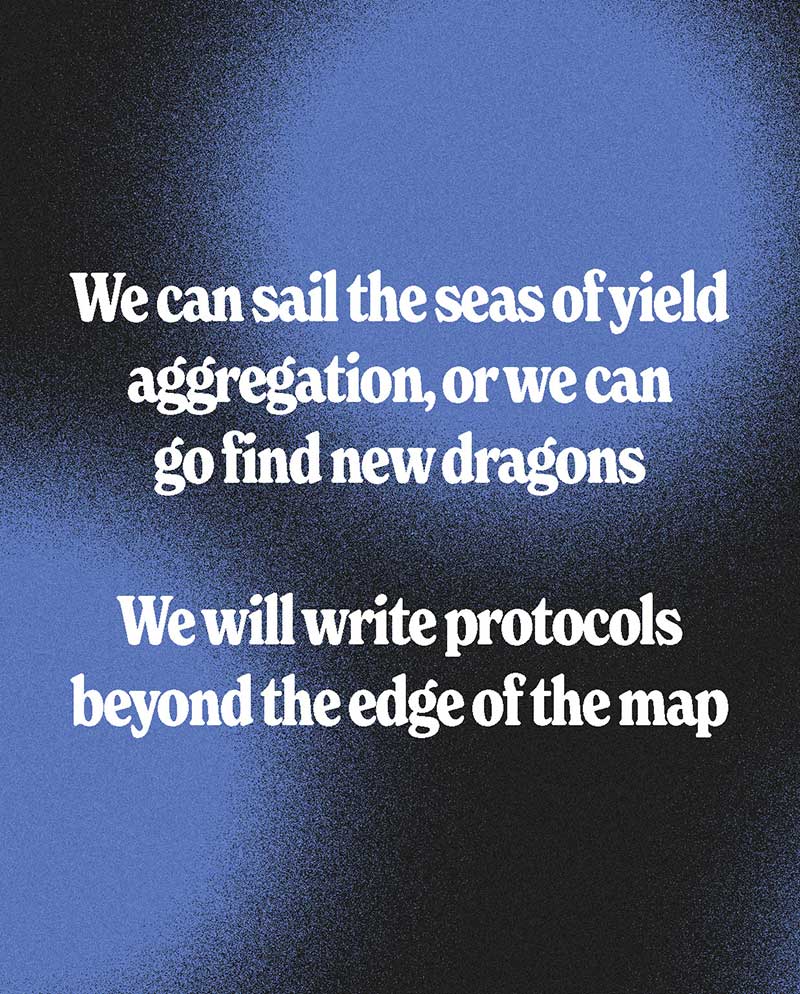 We can sail the seas of yield
aggregation, or we can
go find new dragons
We will write protocols
beyond the edge of the map